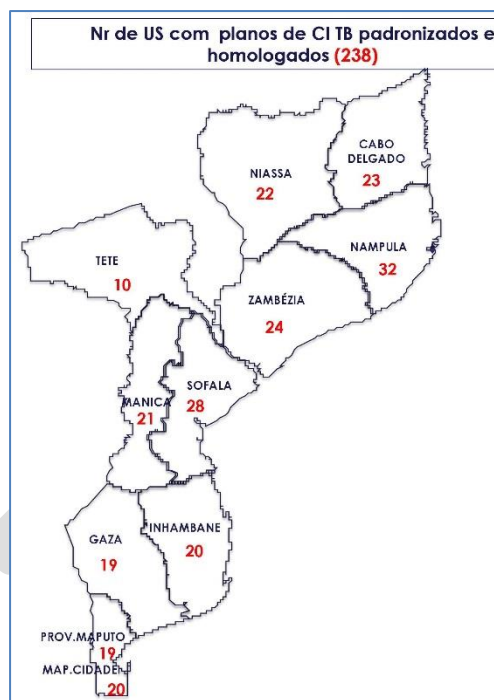 Nr de US com planos de CI TB padronizados e
homologados (238)
CABO
DELGADO
23
NIASSA
22
NAMPULA
32
TETE
10
ZAMBÉZIA
24
SOFALA
28
MANICA
21
INHAMBANE
20
GAZA
19
PROV.MAPUTO
19
MAP.CIDADE
20